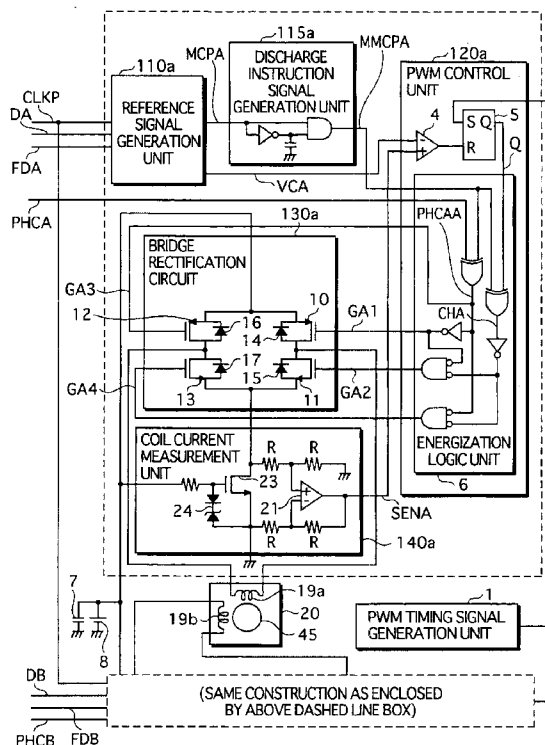 115a
110a
MCPA
DISCHARGE
INSTRUCTION
SIGNAL
GENERATION UNIT
MMCPA
120a
CLKP
DA
FDA
REFERENCE
SIGNAL
GENERATION
UNIT
PWM CONTROL
UNIT
4
5
S Q
R
Q
VCA
PHCA
130a
PHCAA
BRIDGE
RECTIFICATION
CIRCUIT
GA3
12
16
14
10
GA1
CHA
GA4
17
15
13
11
GA2
COIL CURRENT
MEASUREMENT
UNIT
R
R
23
24
21
R
R
ENERGIZATION
LOGIC UNIT
6
SENA
140a
7
8
19a
19b
20
45
1
PWM TIMING SIGNAL
GENERATION UNIT
DB
FDB
PHCB
(SAME CONSTRUCTION AS ENCLOSED
BY ABOVE DASHED LINE BOX)